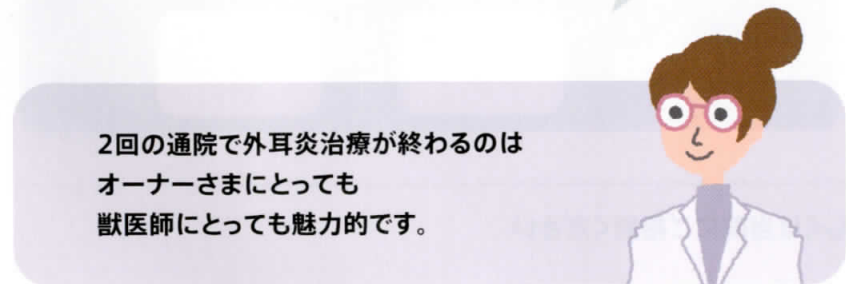 2回の通院で外耳炎治療が終わるのは
オーナーさまにとっても
獣医師にとっても魅力的です。